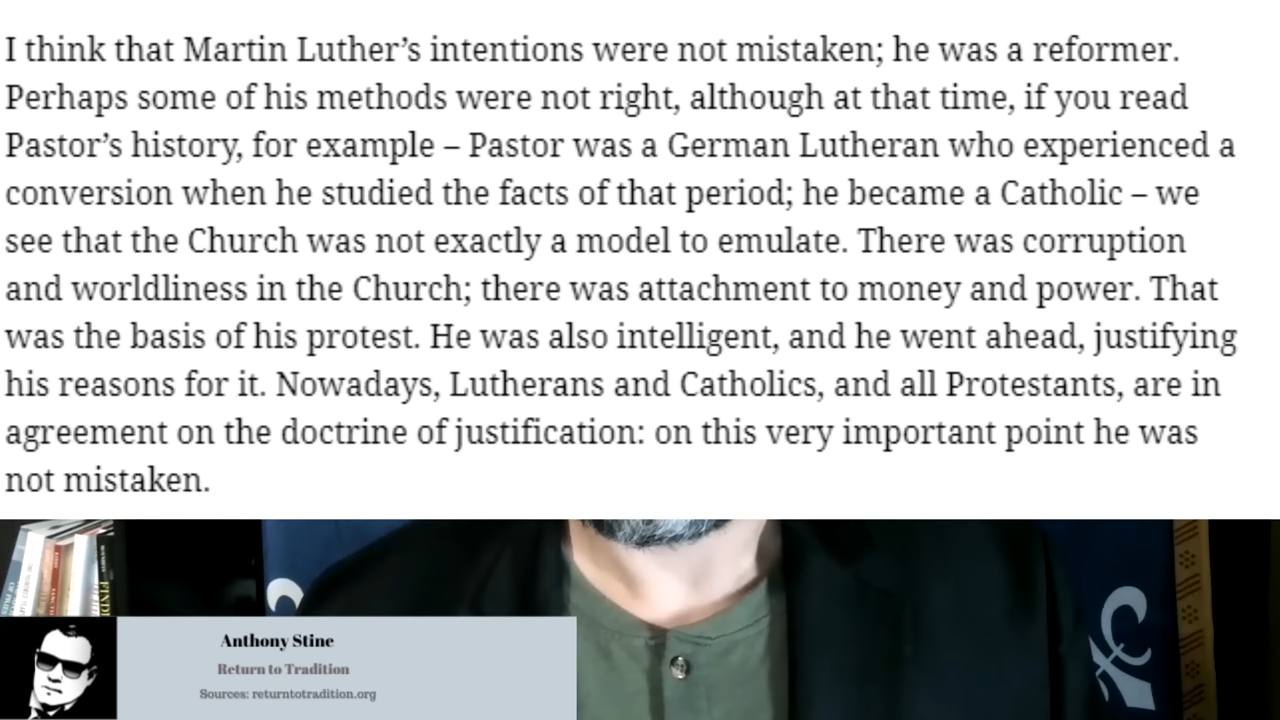 I think that Martin Luther’s intentions were not mistaken; he was a reformer.
Perhaps some of his methods were not right, although at that time, if you read
Pastor’s history, for example – Pastor was a German Lutheran who experienced a
conversion when he studied the facts of that period; he became a Catholic – we
see that the Church was not exactly a model to emulate. There was corruption
and worldliness in the Church; there was attachment to money and power. That
was the basis of his protest. He was also intelligent, and he went ahead, justifying
his reasons for it. Nowadays, Lutherans and Catholics, and all Protestants, are in
agreement on the doctrine of justification: on this very important point he was
not mistaken.
Anthony Stine
Return to Tradition
Sources: returntotradition.org